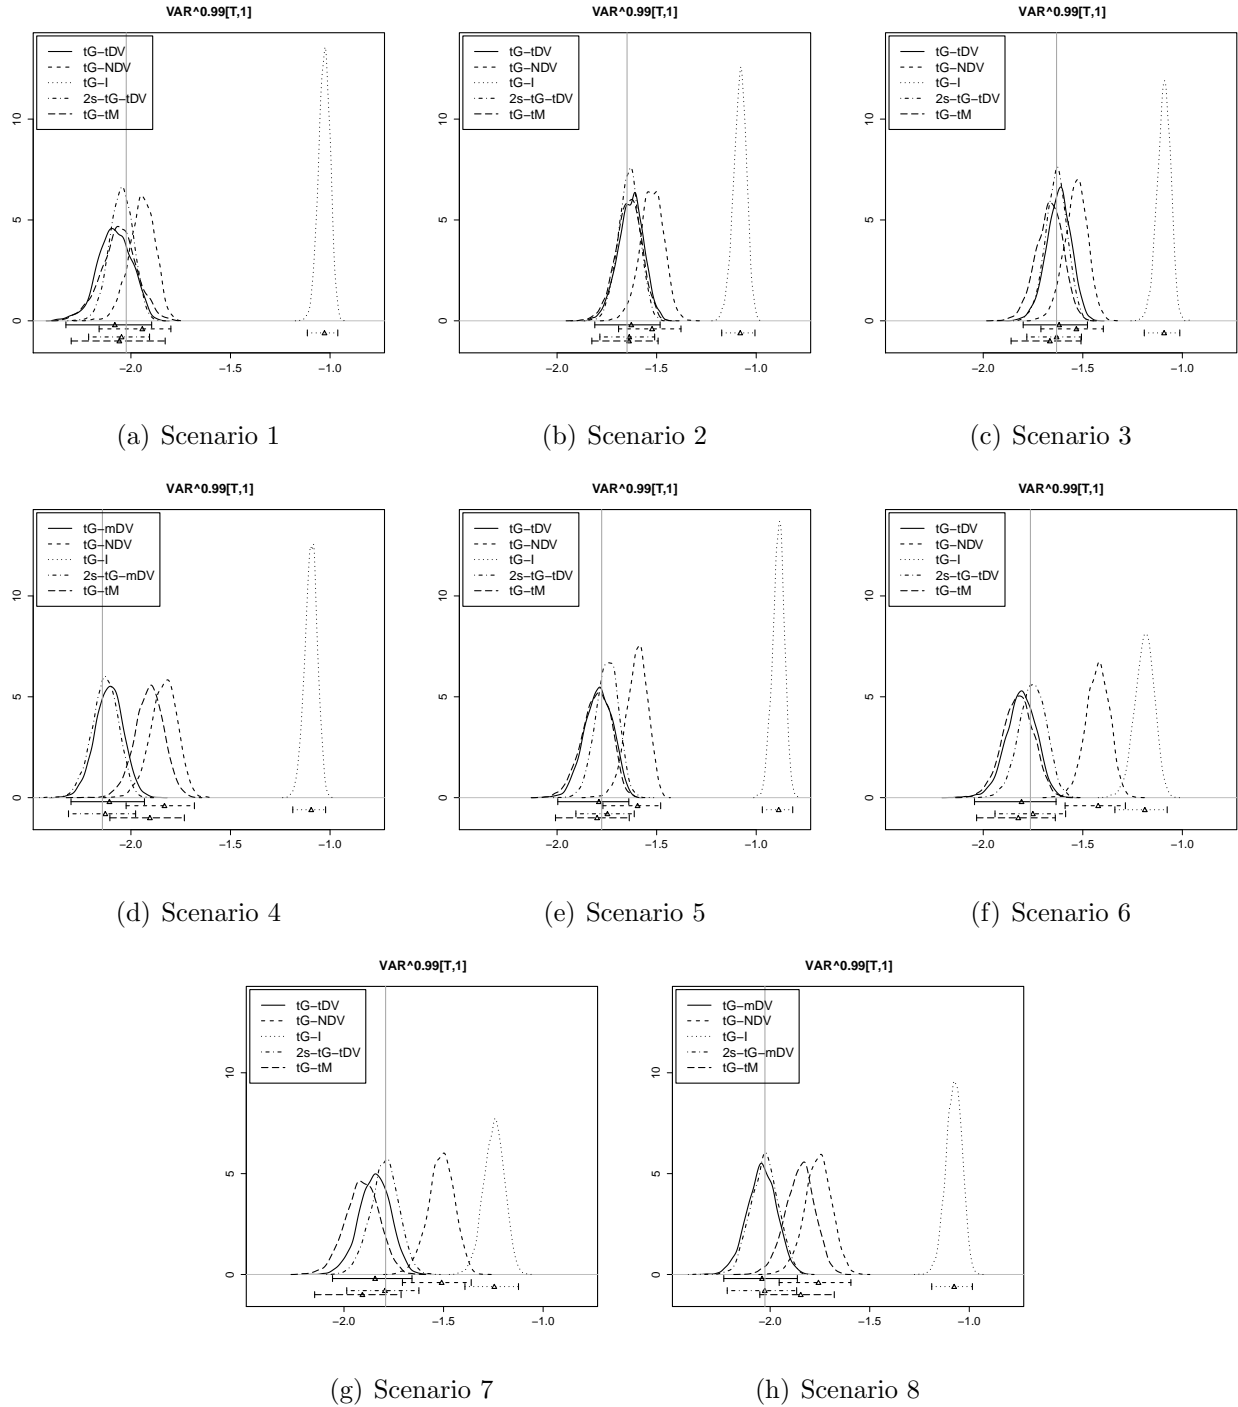 VAR^0.99[T,1]
VAR^0.99[T,1]
VAR^0.99[T,1]
tG−tDV
tG−NDV
tG−I
2s−tG−tDV
tG−tM
tG−tDV
tG−NDV
tG−I
2s−tG−tDV
tG−tM
tG−tDV
tG−NDV
tG−I
2s−tG−tDV
tG−tM
10
5
0
10
5
0
10
5
0
−2.0 −1.5 −1.0
−2.0 −1.5 −1.0
−2.0 −1.5 −1.0
(a) Scenario 1
(b) Scenario 2
(c) Scenario 3
VAR^0.99[T,1]
VAR^0.99[T,1]
VAR^0.99[T,1]
tG−mDV
tG−NDV
tG−I
2s−tG−mDV
tG−tM
tG−tDV
tG−NDV
tG−I
2s−tG−tDV
tG−tM
tG−tDV
tG−NDV
tG−I
2s−tG−tDV
tG−tM
10
5
0
10
5
0
10
5
0
−2.0 −1.5 −1.0
−2.0 −1.5 −1.0
−2.0 −1.5 −1.0
(d) Scenario 4
(e) Scenario 5
(f) Scenario 6
VAR^0.99[T,1]
VAR^0.99[T,1]
tG−tDV
tG−NDV
tG−I
2s−tG−tDV
tG−tM
tG−mDV
tG−NDV
tG−I
2s−tG−mDV
tG−tM
10
5
0
10
5
0
−2.0 −1.5 −1.0
−2.0 −1.5 −1.0
(g) Scenario 7
(h) Scenario 8